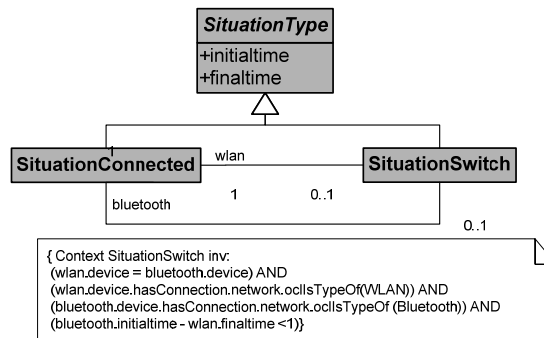 SituationType
+initialtime
+finaltime
1
wlan
SituationConnected
SituationSwitch
bluetooth
1
0..1
0..1
{ Context SituationSwitch inv:
(wlan.device = bluetooth.device) AND
(wlan.device.hasConnection.network.oclIsTypeOf(WLAN)) AND
(bluetooth.device.hasConnection.network.oclIsTypeOf (Bluetooth)) AND
(bluetooth.initialtime - wlan.finaltime <1)}